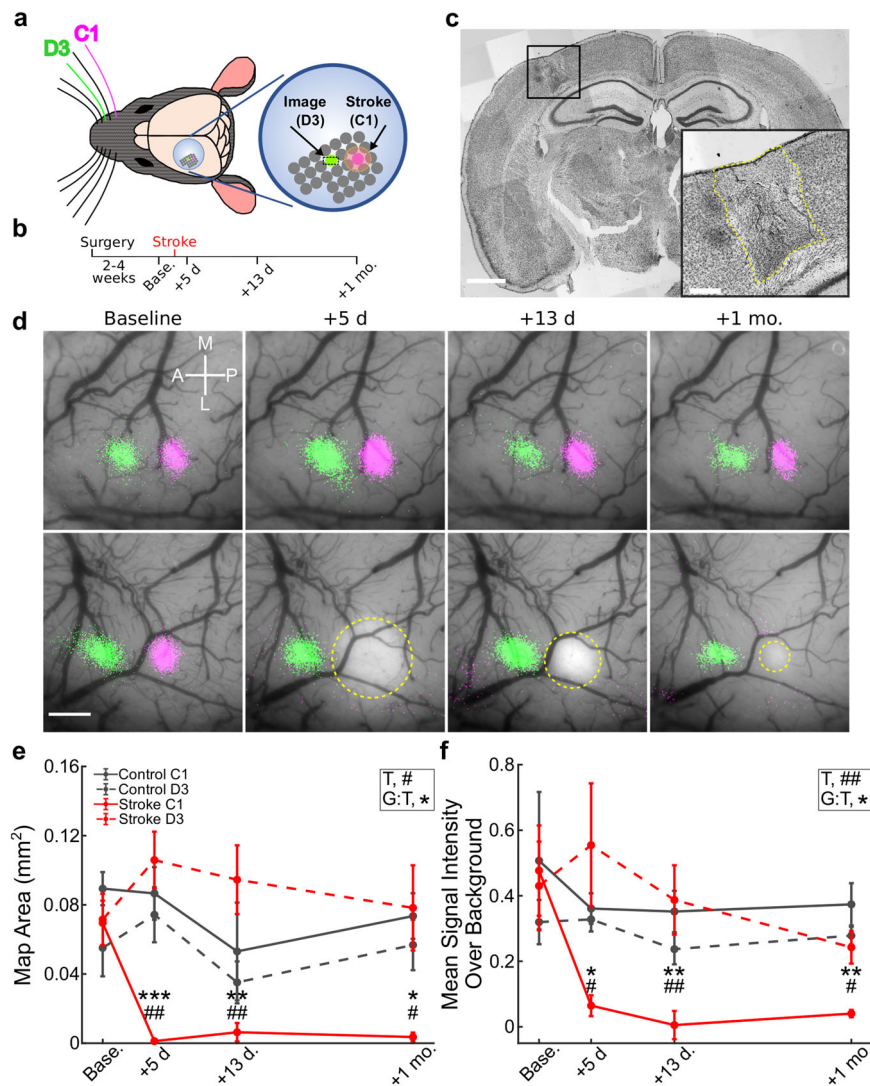 a
D3
C1
Image
(D3)
Stroke
(C1)
b
Surgery
Stroke
2-4
weeks
Base.
+5 d
+13 d
+1 mo.
c
d
Baseline
+5 d
+13 d
+1 mo.
M
A
P
L
e
Map Area (mm²)
0.16
0.12
0.08
0.04
0
Control C1
Control D3
Stroke C1
Stroke D3
T, #
G:T, *
***
##
**
##
*
#
Base.
+5 d
+13 d.
+1 mo.
f
Mean Signal Intensity
Over Background
0.8
0.6
0.4
0.2
0
T, ##
G:T, *
*
#
**
##
**
#
Base.
+5 d
+13 d.
+1 mo.